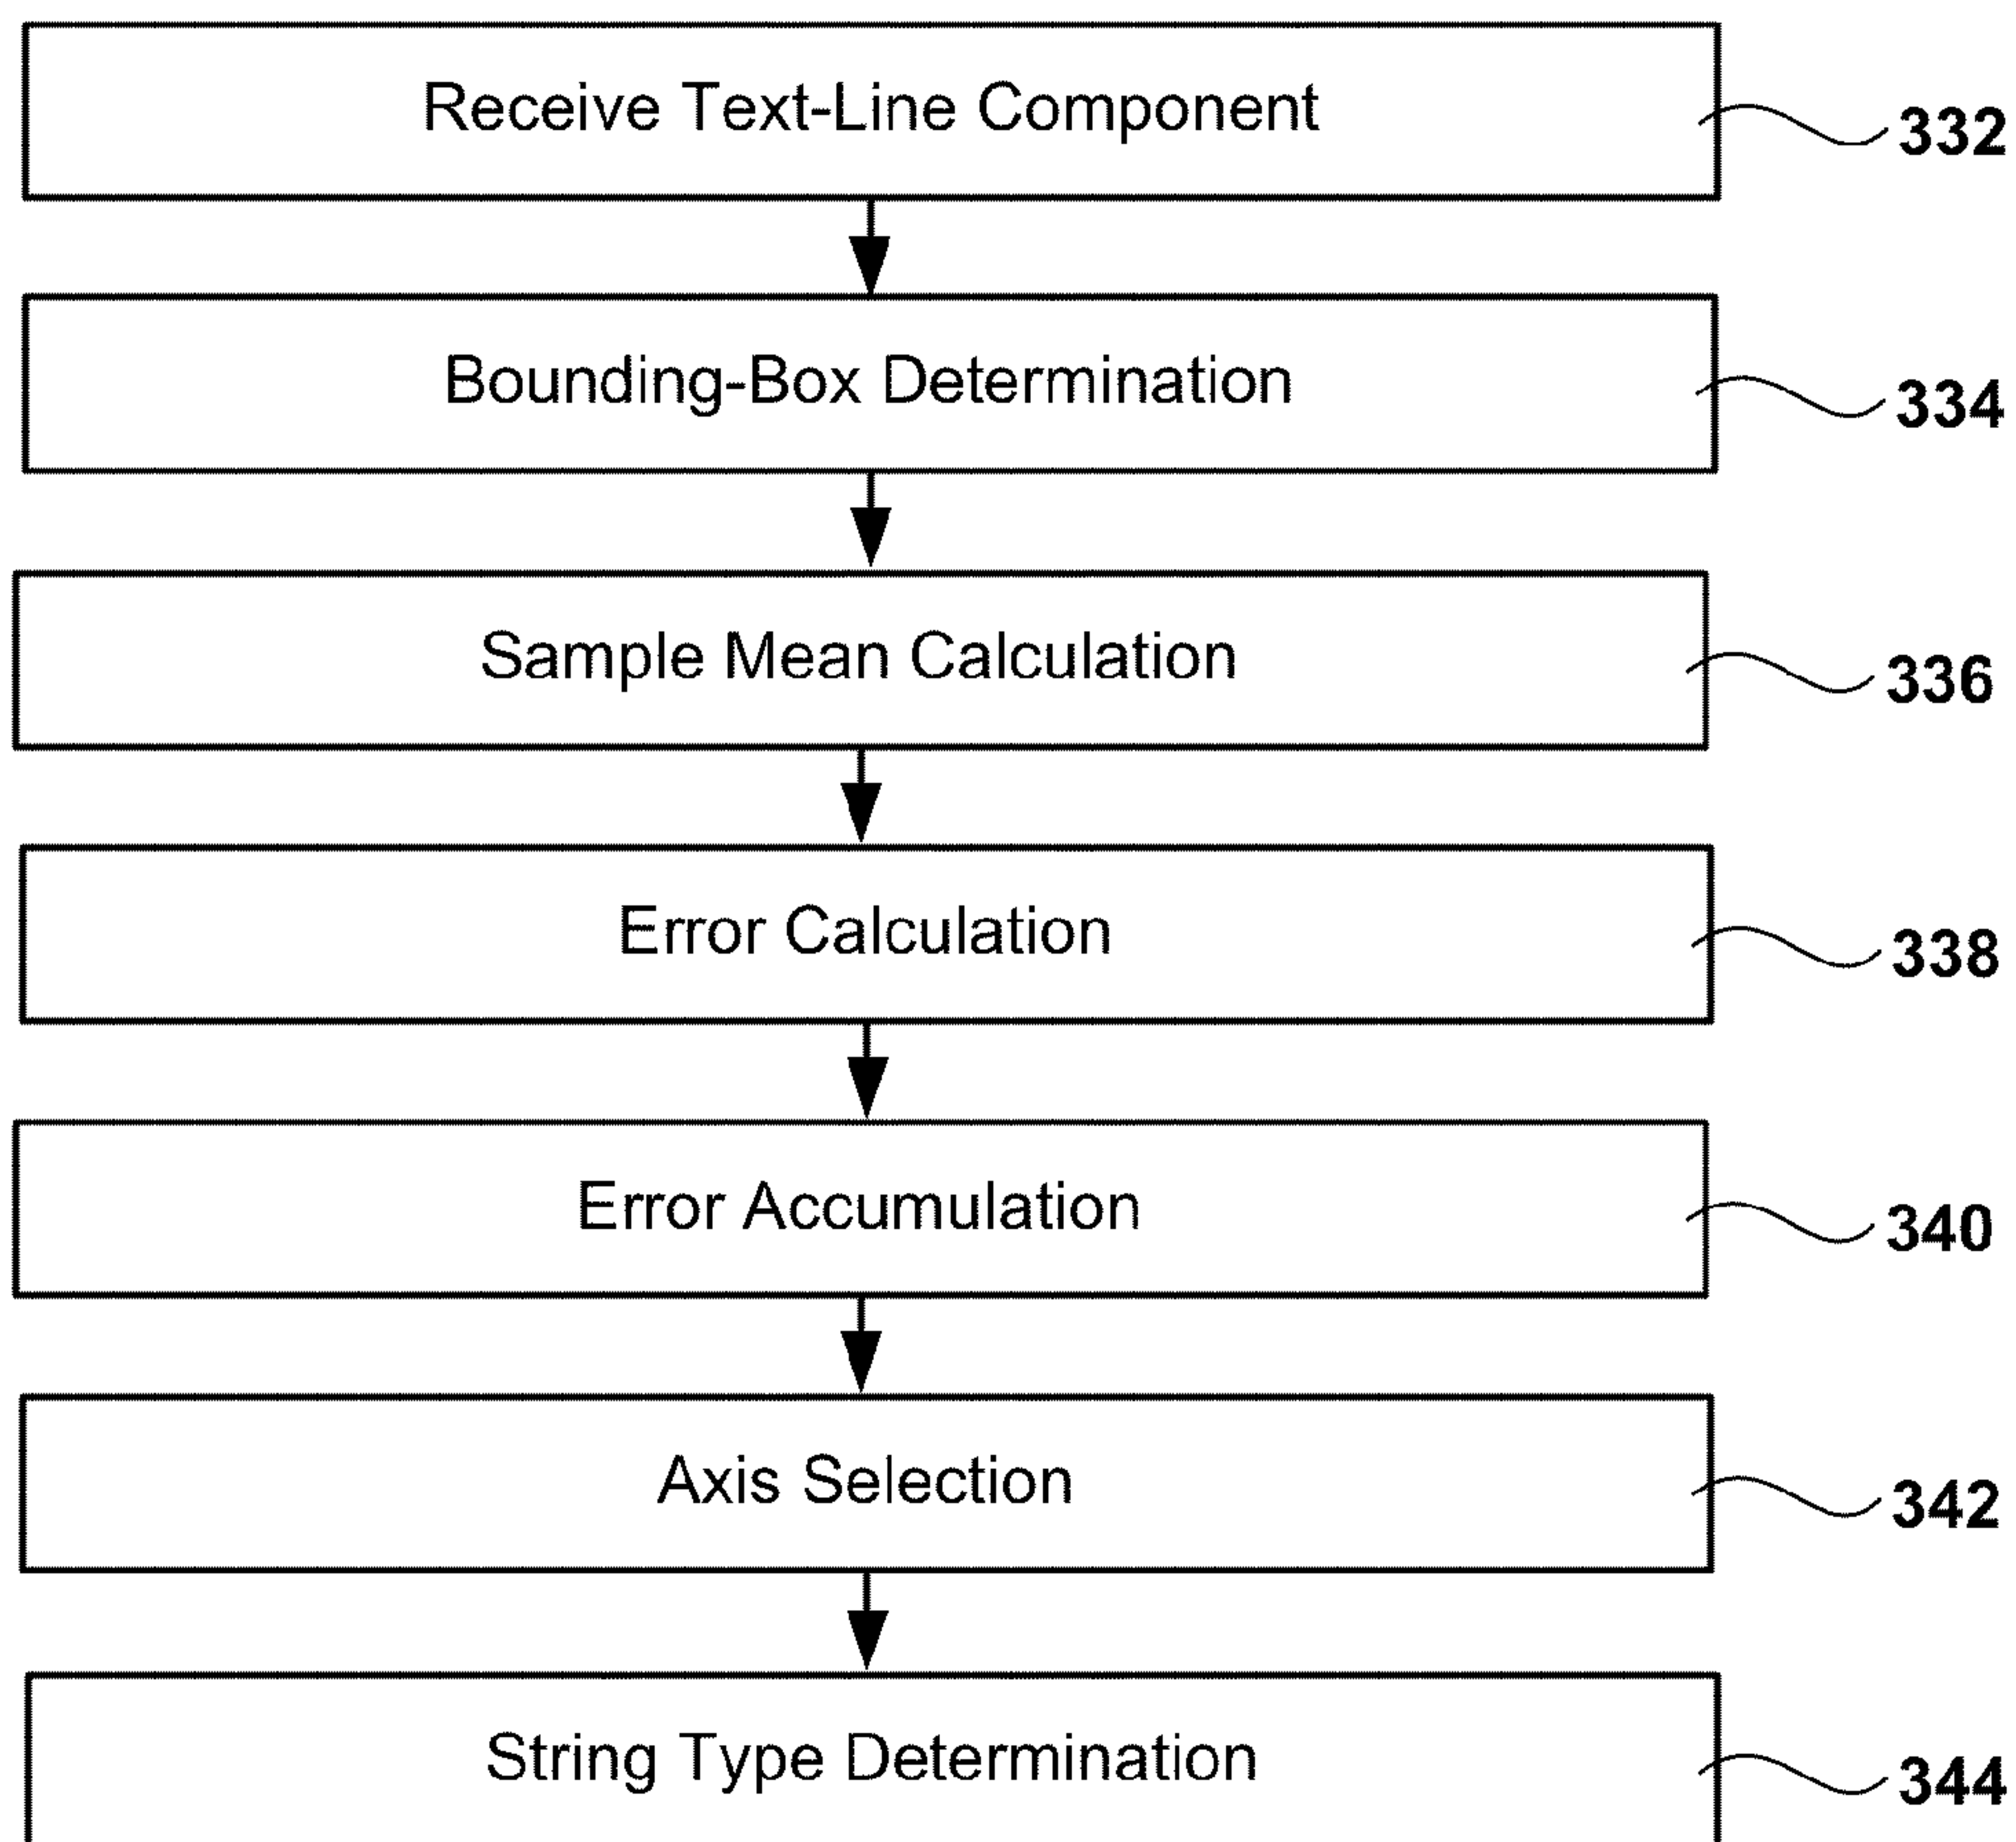 Receive Text-Line Component 332
Bounding-Box Determination 334
Sample Mean Calculation 336
Error Calculation 338
Error Accumulation 340
Axis Selection 342
String Type Determination 344